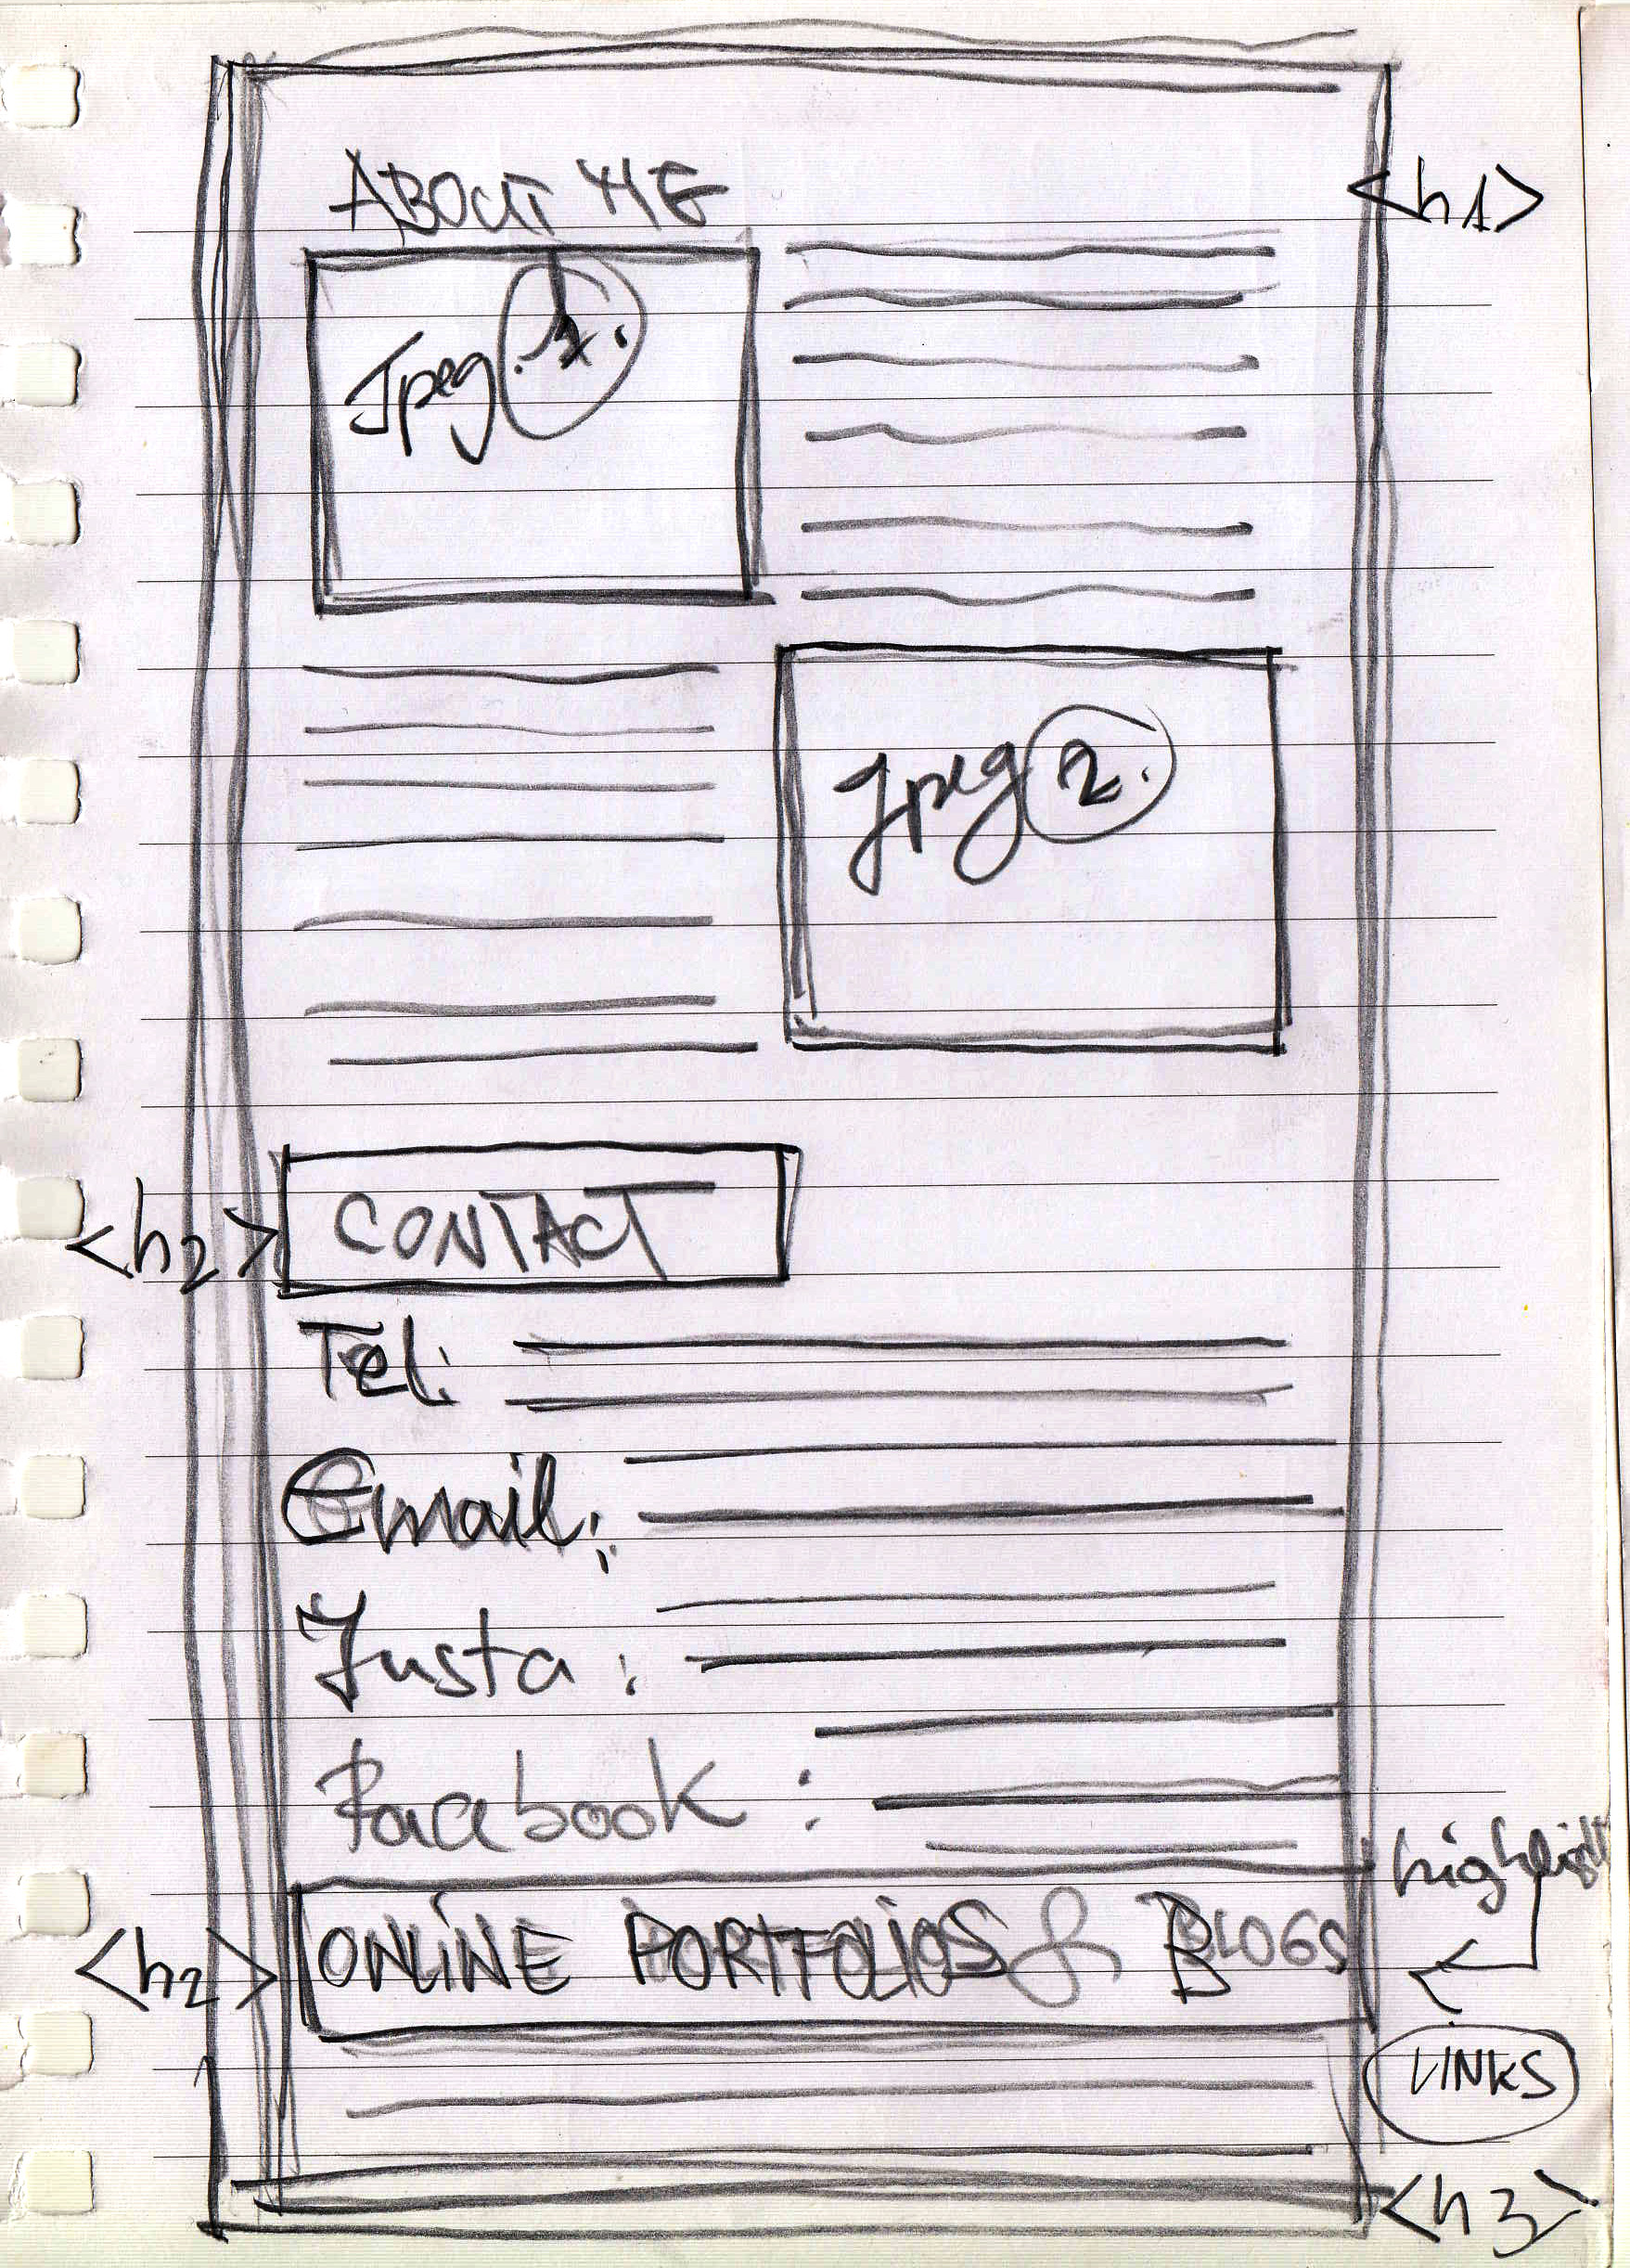 ABOUT ME
<h1>
Jpeg 1.
Jpeg 2.
<h2>
CONTACT
Tel:
Email:
Insta:
Facebook:
highlight
<h2>
ONLINE PORTFOLIOS & BLOGS
LINKS
<h3>